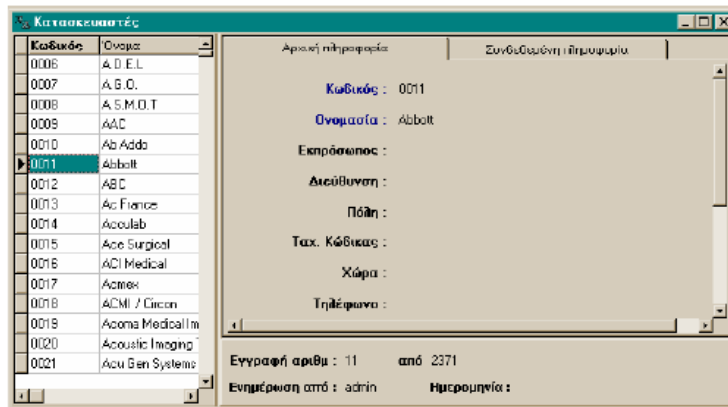 Κατασκευαστές
Κωδικός Όνομα
0006 A.D.E.L
0007 A.G.O.
0008 A.S.M.O.T
0009 AAC
0010 Ab Addo
0011 Abbott
0012 ABC
0013 Ac France
0014 Acculab
0015 Ace Surgical
0016 ACI Medical
0017 Acmex
0018 ACMI / Circon
0019 Acoma Medical Im
0020 Acoustic Imaging
0021 Acu Gen Systems
Αρχική πληροφορία Συνδεδεμένη πληροφορία
Κωδικός : 0011
Ονομασία : Abbott
Εκπρόσωπος :
Διεύθυνση :
Πόλη :
Ταχ. Κώδικας :
Χώρα :
Τηλέφωνο :
Εγγραφή αριθμ : 11 από 2371
Ενημέρωση από : admin Ημερομηνία :